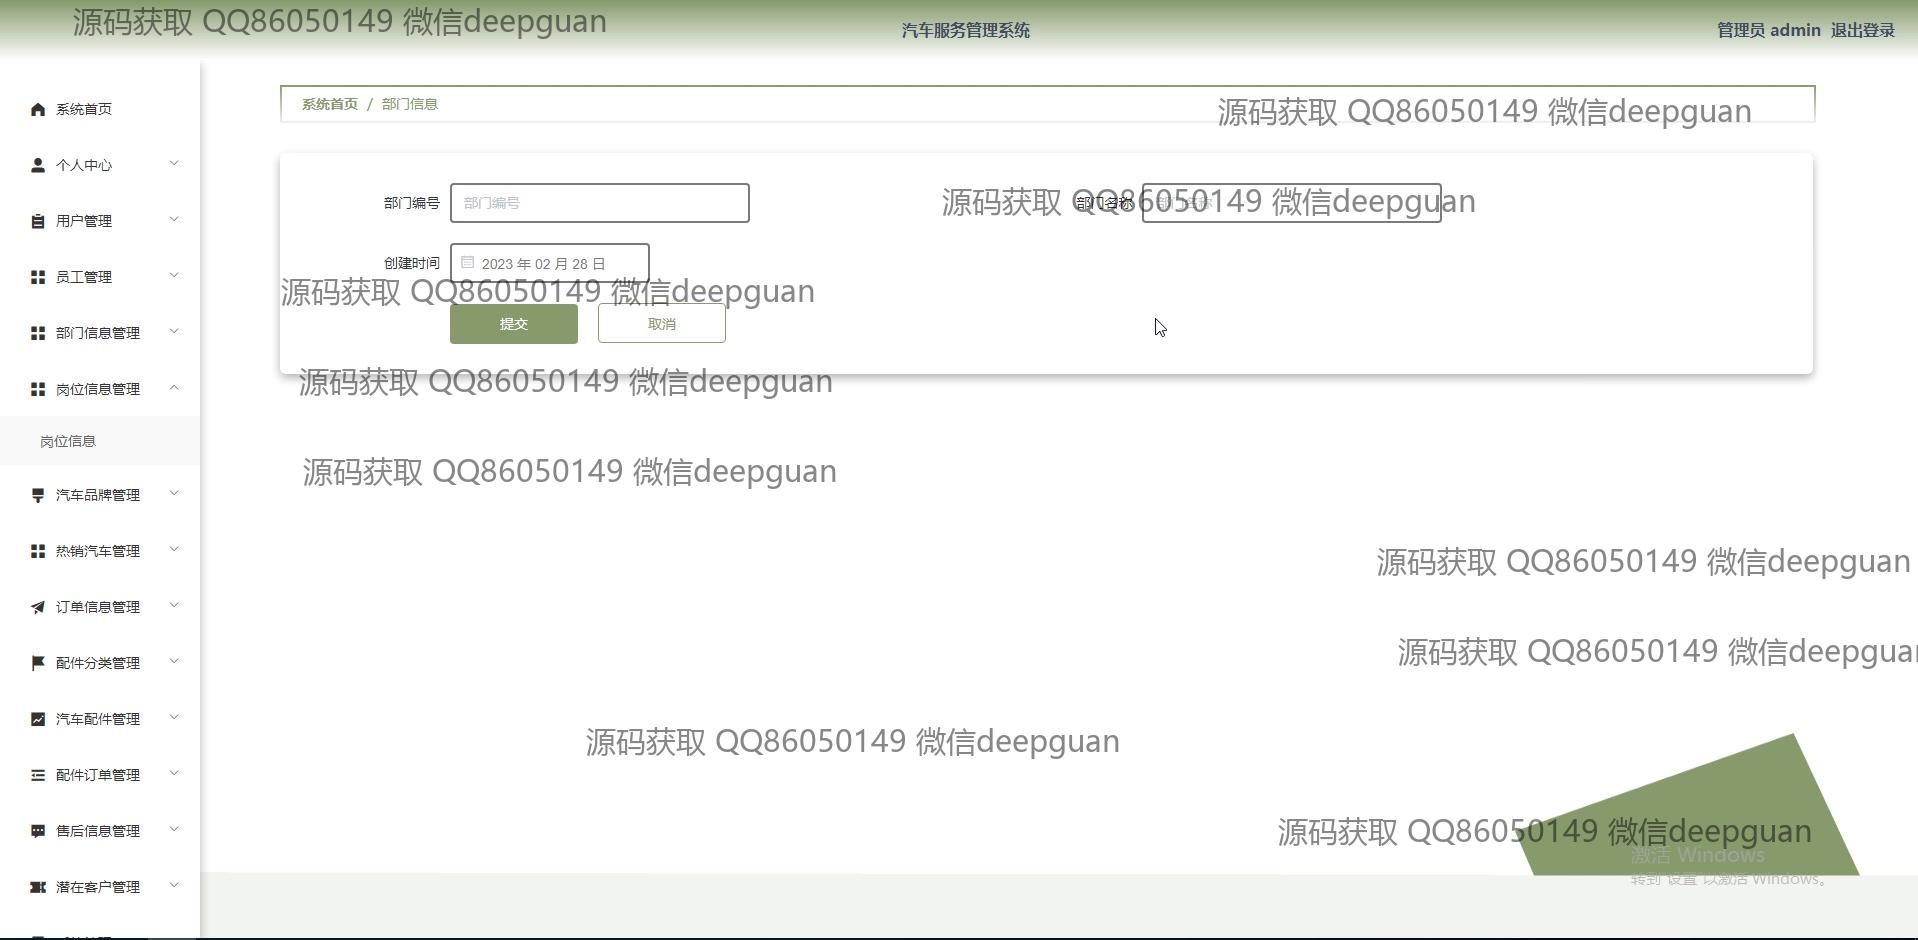 源码获取 QQ86050149 微信deepguan
汽车服务管理系统
管理员 admin 退出登录
系统首页
个人中心
用户管理
员工管理
部门信息管理
岗位信息管理
岗位信息
汽车品牌管理
热销汽车管理
订单信息管理
配件分类管理
汽车配件管理
配件订单管理
售后信息管理
潜在客户管理
系统首页 / 部门信息
源码获取 QQ86050149 微信deepguan
部门编号 部门编号
部门名称 部门名称
源码获取 QQ86050149 微信deepguan
创建时间 2023 年 02 月 28 日
源码获取 QQ86050149 微信deepguan
提交 取消
源码获取 QQ86050149 微信deepguan
源码获取 QQ86050149 微信deepguan
源码获取 QQ86050149 微信deepguan
源码获取 QQ86050149 微信deepgua
源码获取 QQ86050149 微信deepguan
源码获取 QQ86050149 微信deepguan
激活 Windows
转到"设置"以激活 Windows。